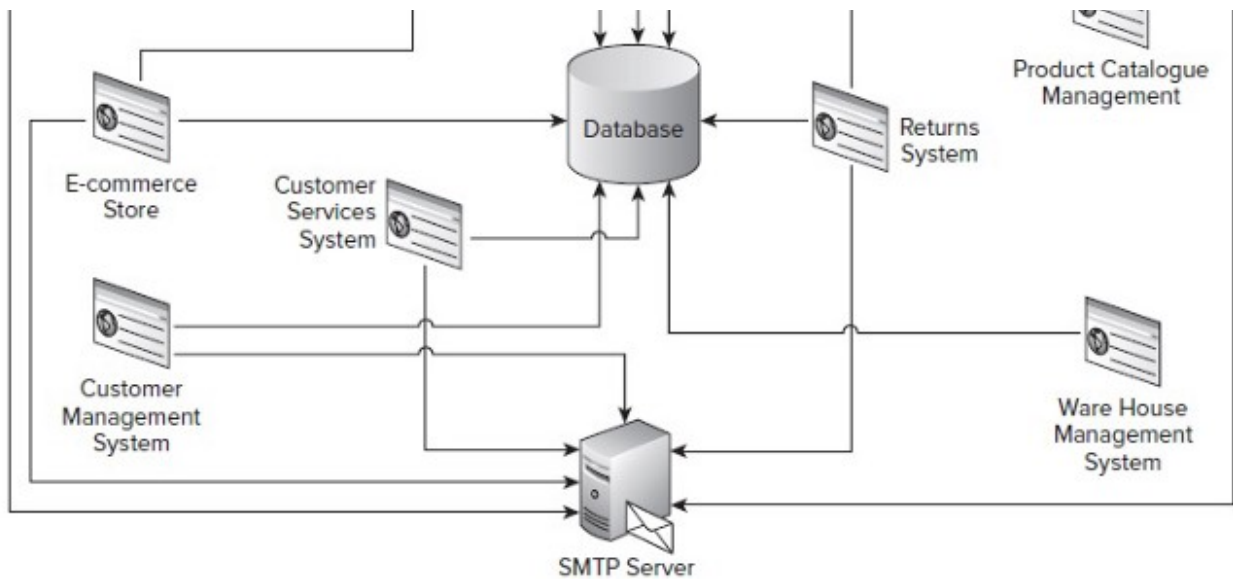 Product Catalogue
Management
Database
Returns
System
E-commerce
Store
Customer
Services
System
Customer
Management
System
Ware House
Management
System
SMTP Server